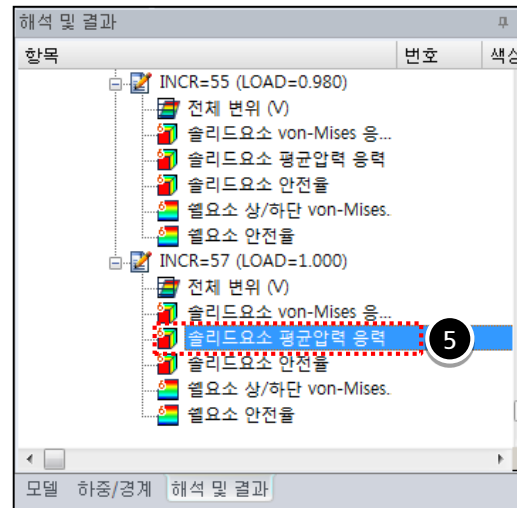 해석 및 결과
항목 번호 색상
INCR=55 (LOAD=0.980)
전체 변위 (V)
솔리드요소 von-Mises 응...
솔리드요소 평균압력 응력
솔리드요소 안전율
쉘요소 상/하단 von-Mises.
쉘요소 안전율
INCR=57 (LOAD=1.000)
전체 변위 (V)
솔리드요소 von-Mises 응...
솔리드요소 평균압력 응력 5
솔리드요소 안전율
쉘요소 상/하단 von-Mises.
쉘요소 안전율
모델 하중/경계 해석 및 결과